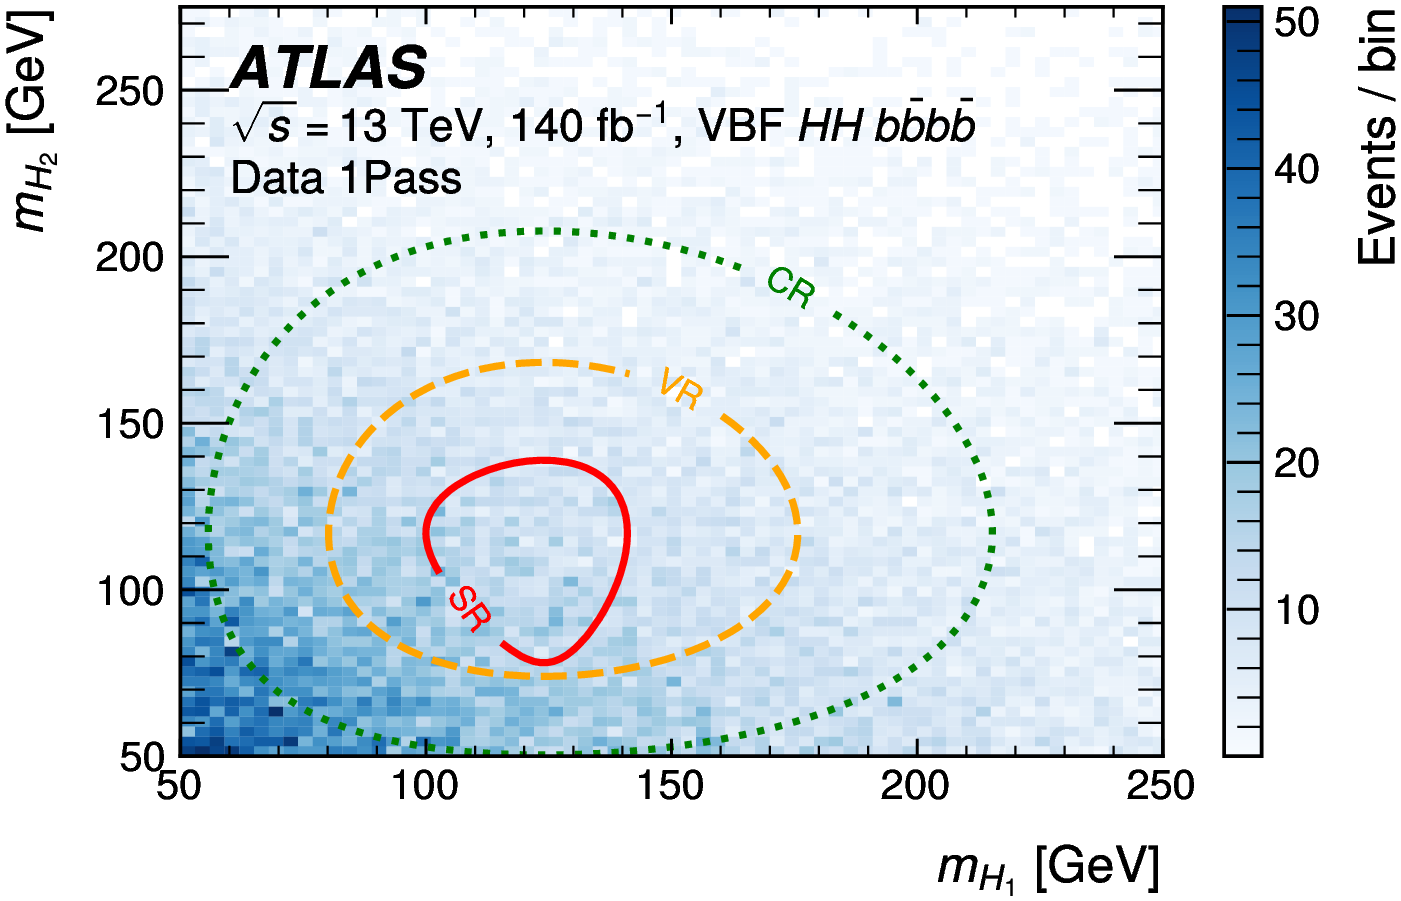 ATLAS
√s = 13 TeV, 140 fb⁻¹, VBF HH bb̄bb̄
Data 1Pass
m_H₂ [GeV]
250
200
150
100
50
CR
VR
SR
50 100 150 200 250
m_H₁ [GeV]
50
40
30
20
10
Events / bin